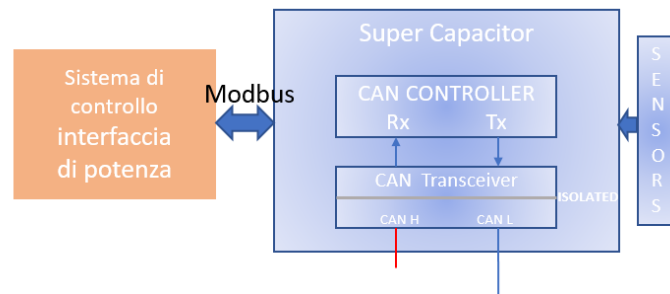 Super Capacitor
Sistema di
controllo
interfaccia
di potenza
Modbus
CAN CONTROLLER
Rx Tx
CAN Transceiver
ISOLATED
CAN H CAN L
S
E
N
S
O
R
S